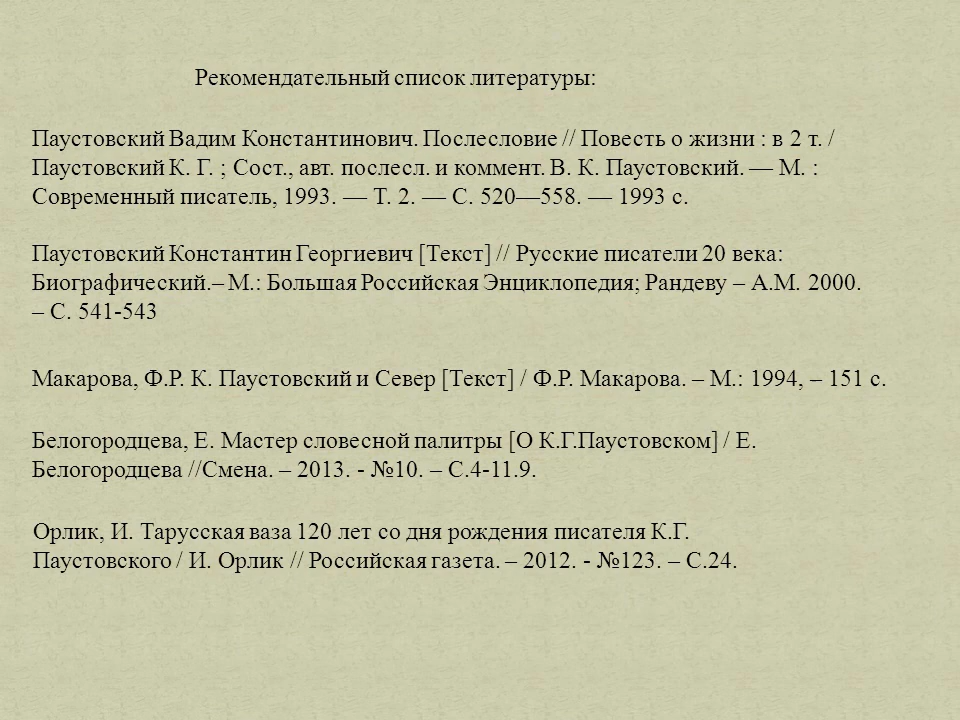 Рекомендательный список литературы:
Паустовский Вадим Константинович. Послесловие // Повесть о жизни : в 2 т. /
Паустовский К. Г. ; Сост., авт. послесл. и коммент. В. К. Паустовский. — М. :
Современный писатель, 1993. — Т. 2. — С. 520—558. — 1993 с.
Паустовский Константин Георгиевич [Текст] // Русские писатели 20 века:
Биографический.– М.: Большая Российская Энциклопедия; Рандеву – А.М. 2000.
– С. 541-543
Макарова, Ф.Р. К. Паустовский и Север [Текст] / Ф.Р. Макарова. – М.: 1994, – 151 с.
Белогородцева, Е. Мастер словесной палитры [О К.Г.Паустовском] / Е.
Белогородцева //Смена. – 2013. - №10. – С.4-11.9.
Орлик, И. Тарусская ваза 120 лет со дня рождения писателя К.Г.
Паустовского / И. Орлик // Российская газета. – 2012. - №123. – С.24.